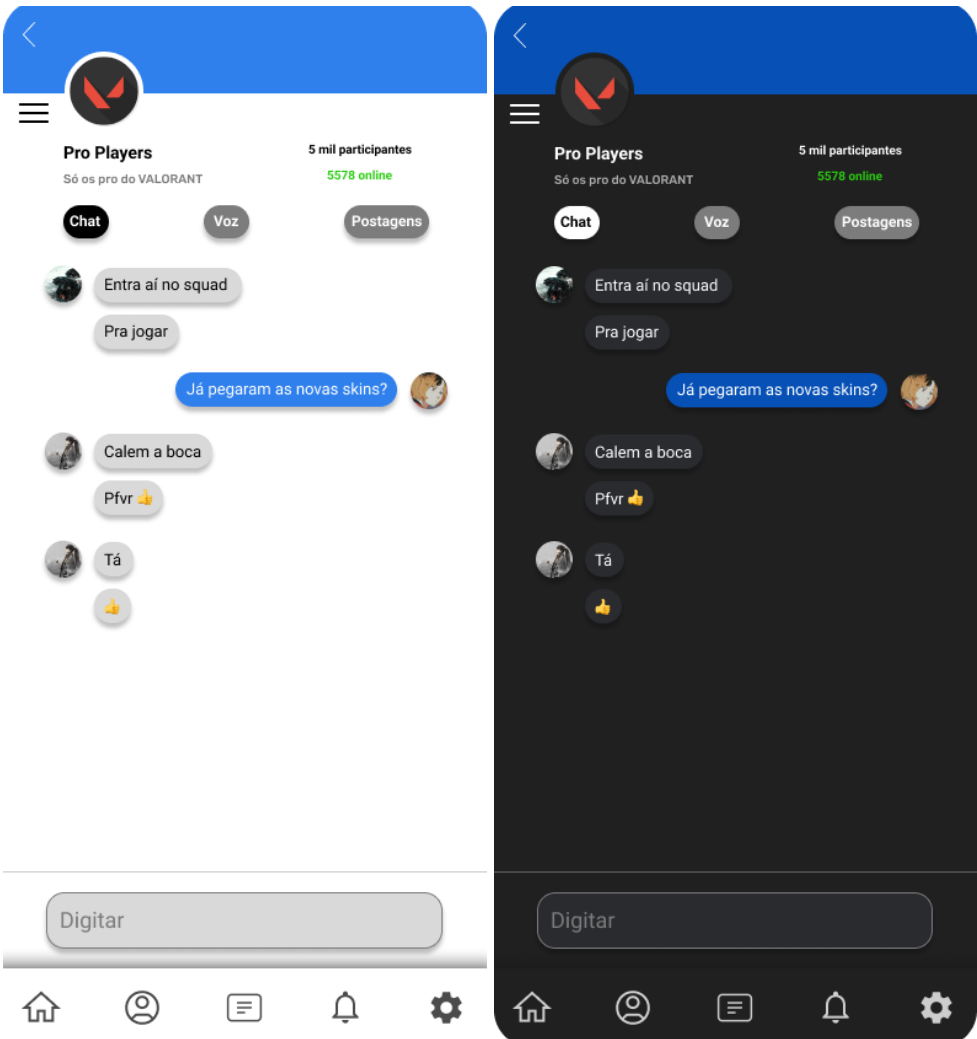 Pro Players
5 mil participantes
Só os pro do VALORANT
5578 online
Chat
Voz
Postagens
Entra aí no squad
Pra jogar
Já pegaram as novas skins?
Calem a boca
Pfvr 👍
Tá
👍
Digitar
Pro Players
5 mil participantes
Só os pro do VALORANT
5578 online
Chat
Voz
Postagens
Entra aí no squad
Pra jogar
Já pegaram as novas skins?
Calem a boca
Pfvr 👍
Tá
👍
Digitar